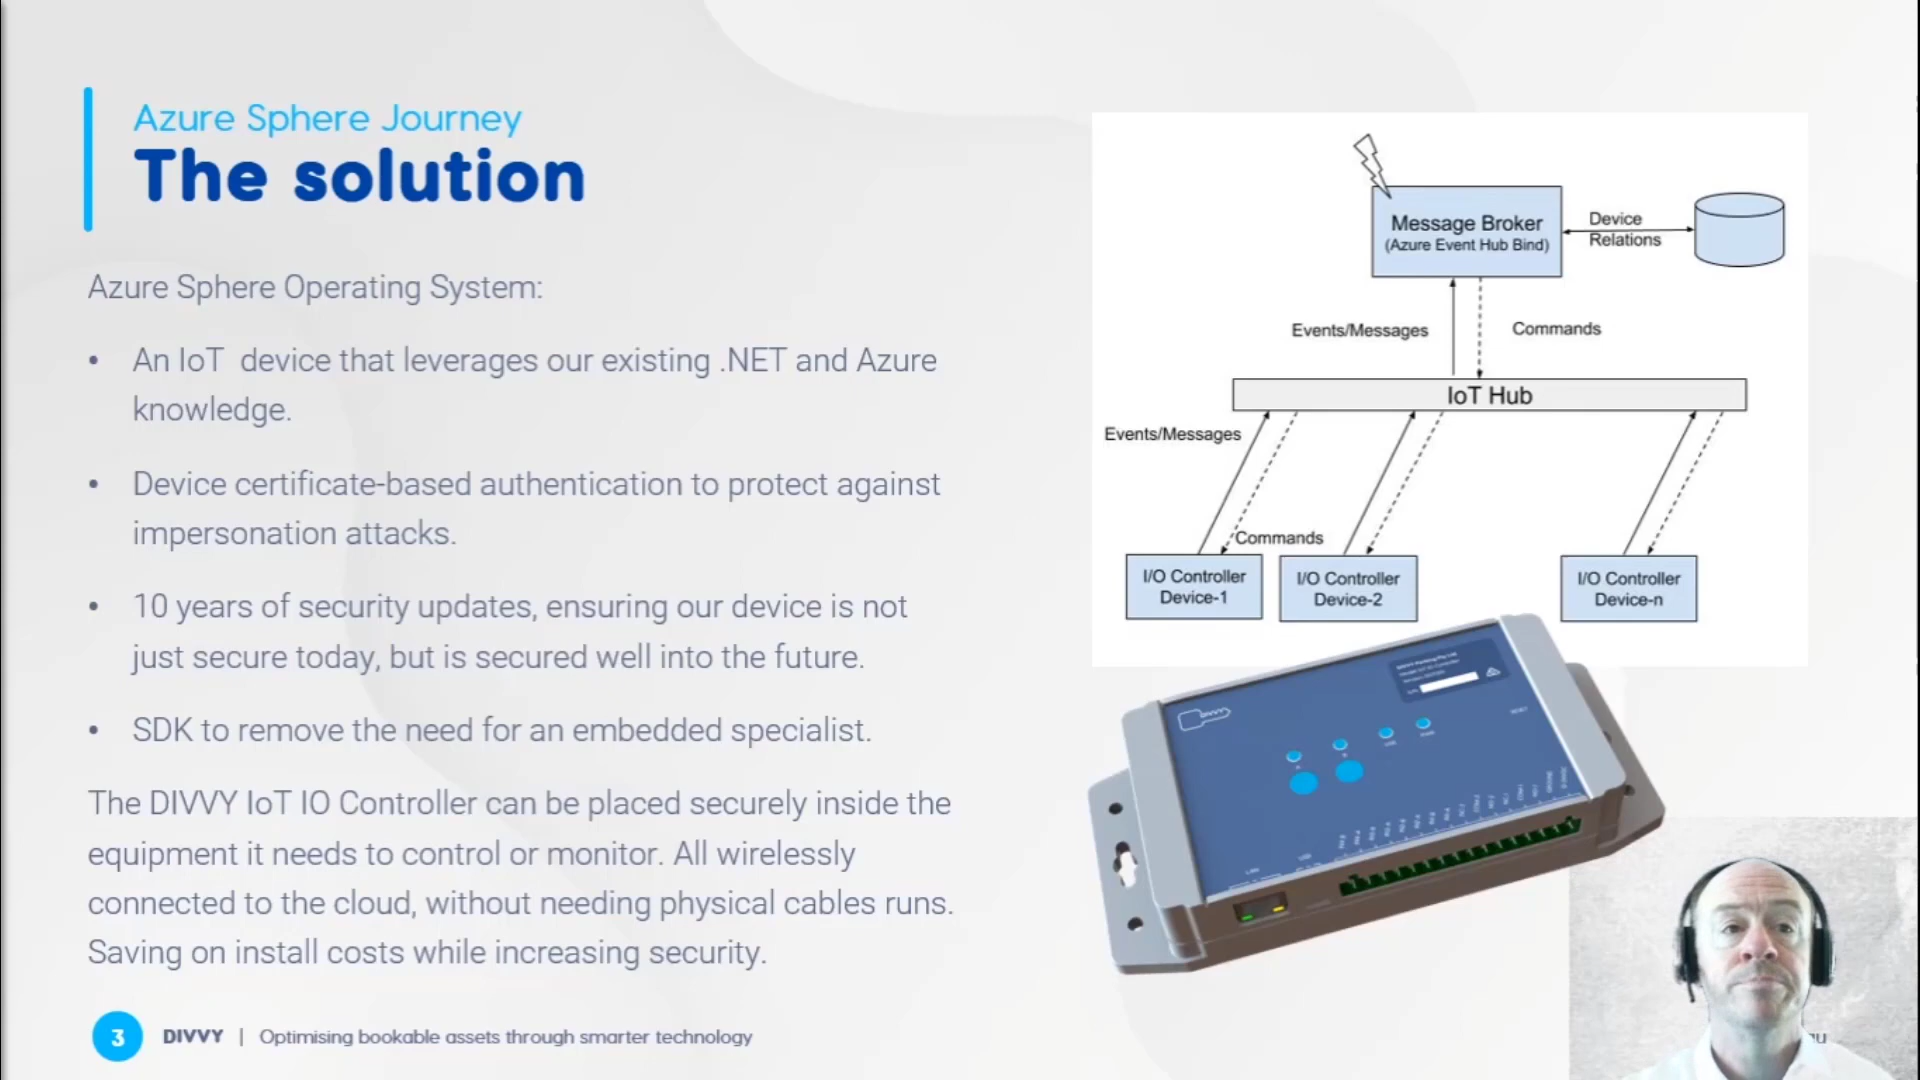 Azure Sphere Journey
The solution
Azure Sphere Operating System:
• An IoT device that leverages our existing .NET and Azure
knowledge.
• Device certificate-based authentication to protect against
impersonation attacks.
• 10 years of security updates, ensuring our device is not
just secure today, but is secured well into the future.
• SDK to remove the need for an embedded specialist.
The DIVVY IoT IO Controller can be placed securely inside the
equipment it needs to control or monitor. All wirelessly
connected to the cloud, without needing physical cables runs.
Saving on install costs while increasing security.
3 DIVVY | Optimising bookable assets through smarter technology
Message Broker
(Azure Event Hub Bind)
Device
Relations
Events/Messages
Commands
IoT Hub
Events/Messages
Commands
I/O Controller
Device-1
I/O Controller
Device-2
I/O Controller
Device-n